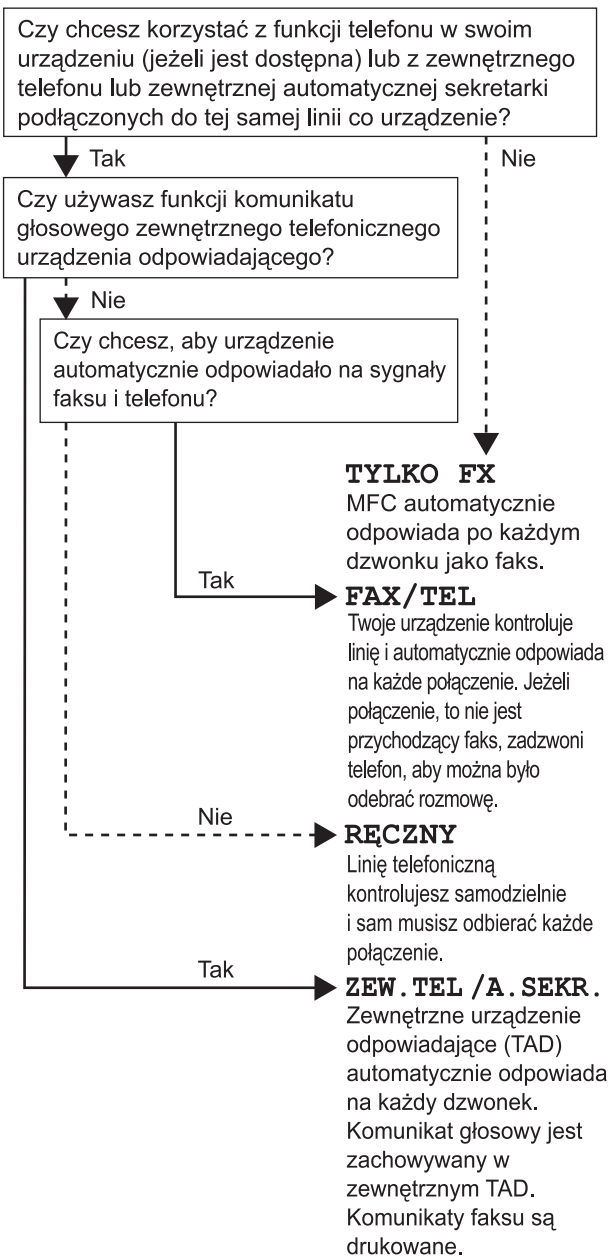 Czy chcesz korzystać z funkcji telefonu w swoim
urządzeniu (jeżeli jest dostępna) lub z zewnętrznego
telefonu lub zewnętrznej automatycznej sekretarki
podłączonych do tej samej linii co urządzenie?
Tak
Nie
Czy używasz funkcji komunikatu
głosowego zewnętrznego telefonicznego
urządzenia odpowiadającego?
Nie
Czy chcesz, aby urządzenie
automatycznie odpowiadało na sygnały
faksu i telefonu?
TYLKO FX
MFC automatycznie
odpowiada po każdym
dzwonku jako faks.
Tak
FAX/TEL
Twoje urządzenie kontroluje
linię i automatycznie odpowiada
na każde połączenie. Jeżeli
połączenie, to nie jest
przychodzący faks, zadzwoni
telefon, aby można było
odebrać rozmowę.
Nie
RĘCZNY
Linię telefoniczną
kontrolujesz samodzielnie
i sam musisz odbierać każde
połączenie.
Tak
ZEW.TEL /A.SEKR.
Zewnętrzne urządzenie
odpowiadające (TAD)
automatycznie odpowiada
na każdy dzwonek.
Komunikat głosowy jest
zachowywany w
zewnętrznym TAD.
Komunikaty faksu są
drukowane.